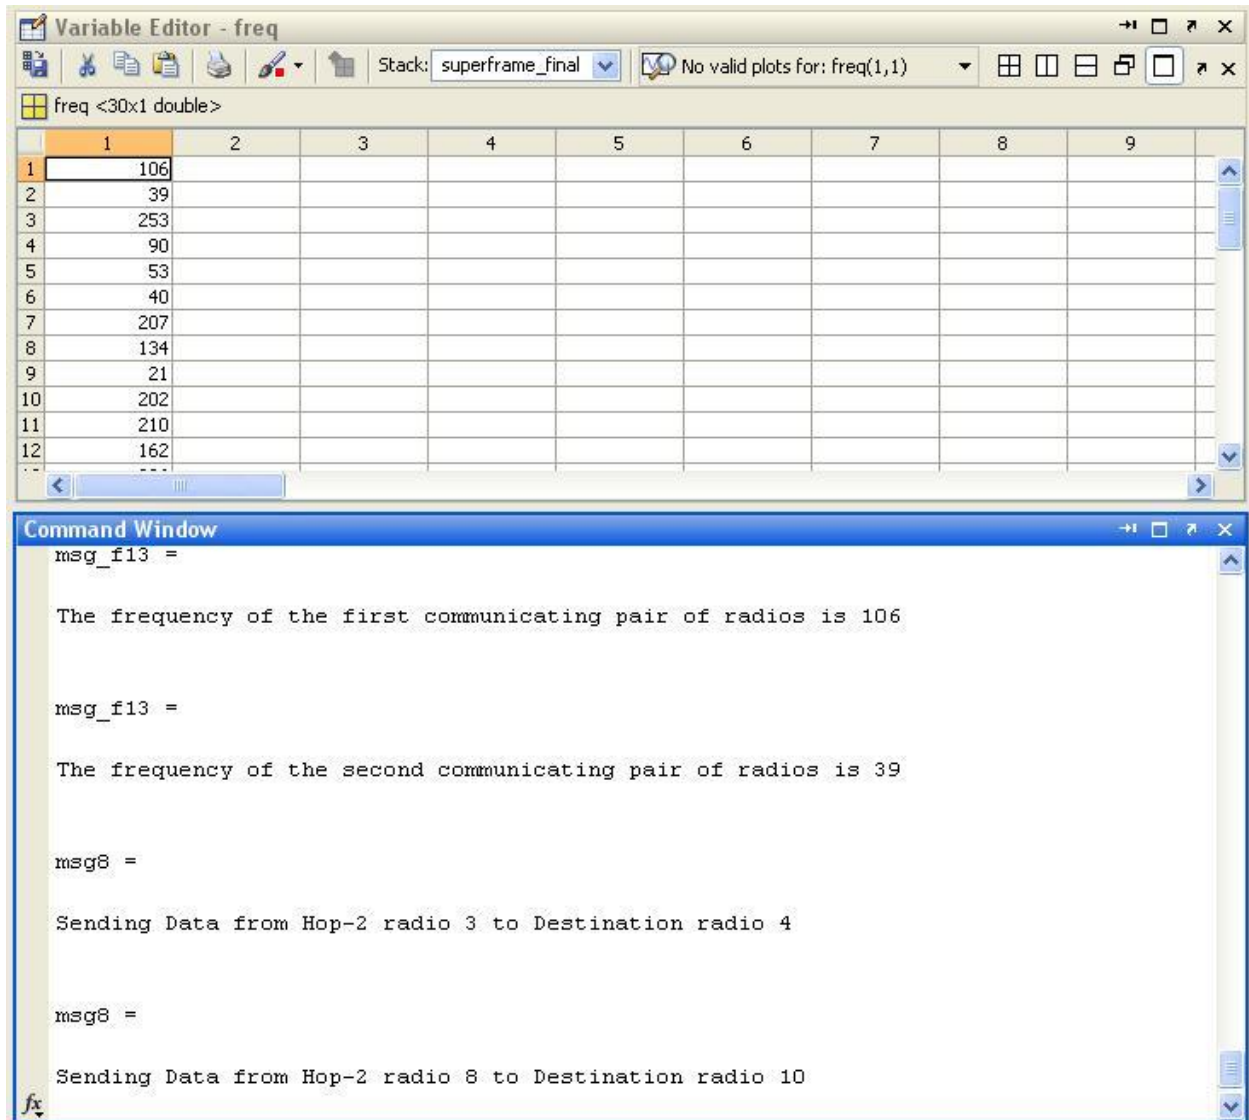 Variable Editor - freq
Stack: superframe_final No valid plots for: freq(1,1)
freq <30x1 double>
1 2 3 4 5 6 7 8 9
1 106
2 39
3 253
4 90
5 53
6 40
7 207
8 134
9 21
10 202
11 210
12 162
Command Window
msg_f13 =
The frequency of the first communicating pair of radios is 106
msg_f13 =
The frequency of the second communicating pair of radios is 39
msg8 =
Sending Data from Hop-2 radio 3 to Destination radio 4
msg8 =
Sending Data from Hop-2 radio 8 to Destination radio 10
fx